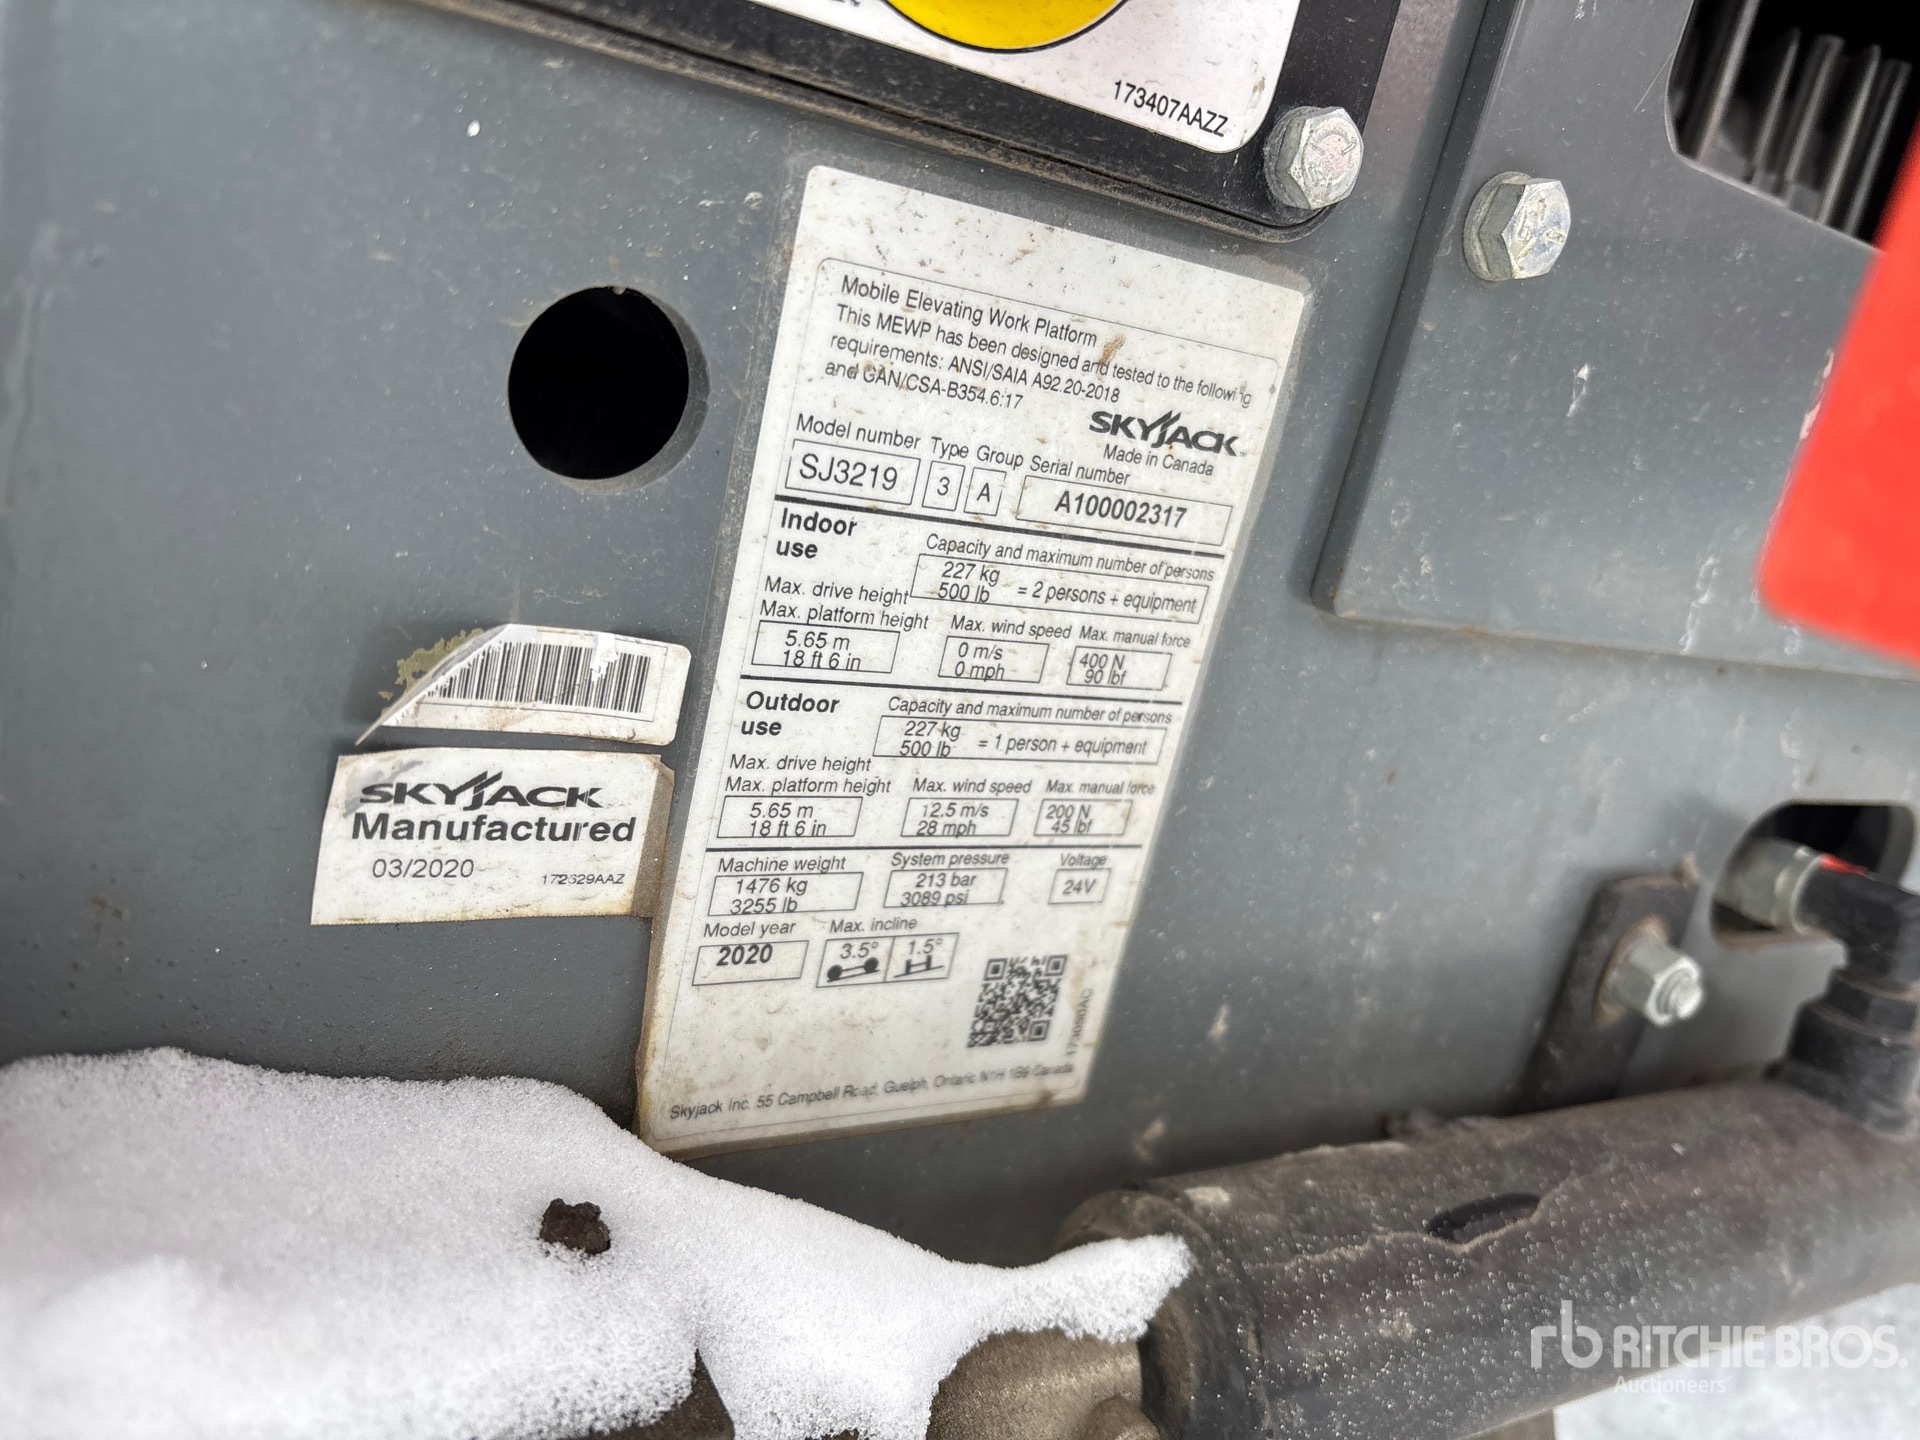 173407AAZZ
Mobile Elevating Work Platform
This MEWP has been designed and tested to the following
requirements: ANSI/SAIA A92.20-2018
and GAN/CSA-B354.6:17
SKYJACK
Made in Canada
Model number Type Group Serial number
SJ3219 3 A A100002317
Indoor
use
Capacity and maximum number of persons
227 kg
500 lb = 2 persons + equipment
Max. drive height
Max. platform height Max. wind speed Max. manual force
5.65 m 0 m/s 400 N
18 ft 6 in 0 mph 90 lbf
Outdoor
use
Capacity and maximum number of persons
227 kg
500 lb = 1 person + equipment
Max. drive height
Max. platform height Max. wind speed Max. manual force
5.65 m 12.5 m/s 200 N
18 ft 6 in 28 mph 45 lbf
Machine weight System pressure Voltage
1476 kg 213 bar 24V
3255 lb 3089 psi
Model year Max. incline
2020 3.5° 1.5°
Skyjack Inc. 55 Campbell Road, Guelph, Ontario N1H 1B9 Canada
SKYJACK
Manufactured
03/2020 172629AAZ
rb RITCHIE BROS.
Auctioneers